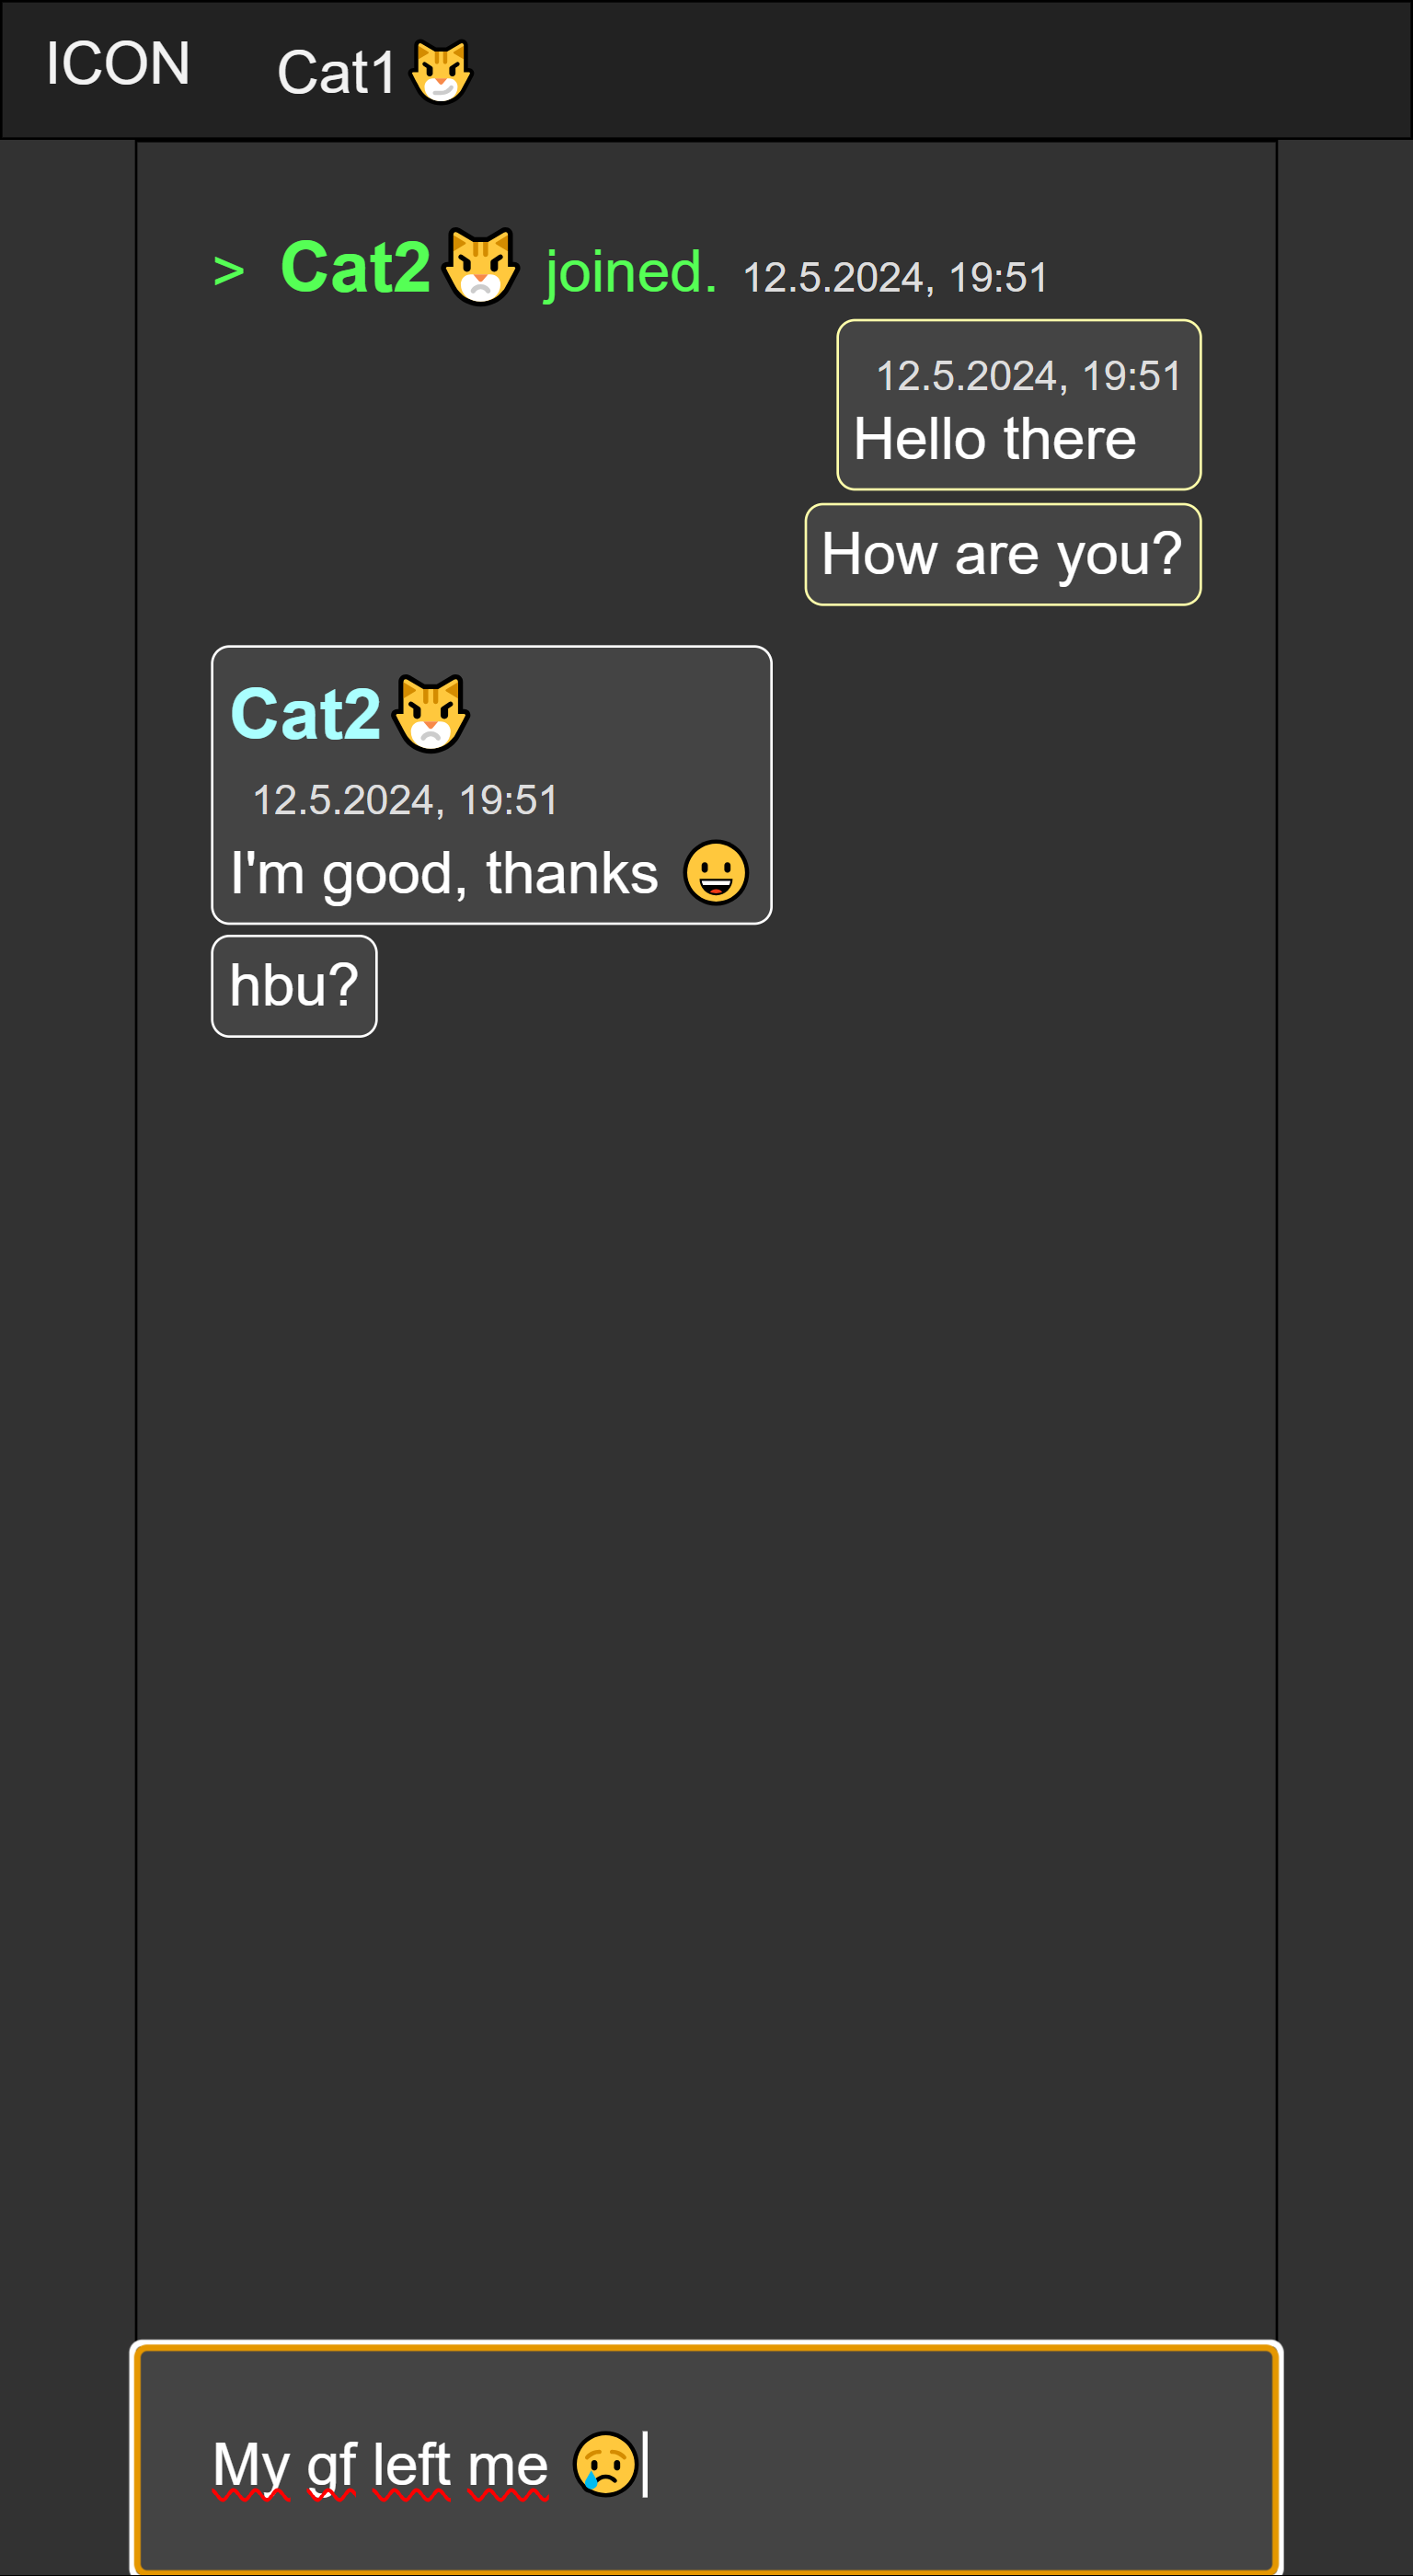 ICON Cat1🐯
> Cat2🐯 joined. 12.5.2024, 19:51
12.5.2024, 19:51
Hello there
How are you?
Cat2🐯
12.5.2024, 19:51
I'm good, thanks 😀
hbu?
My gf left me 😢